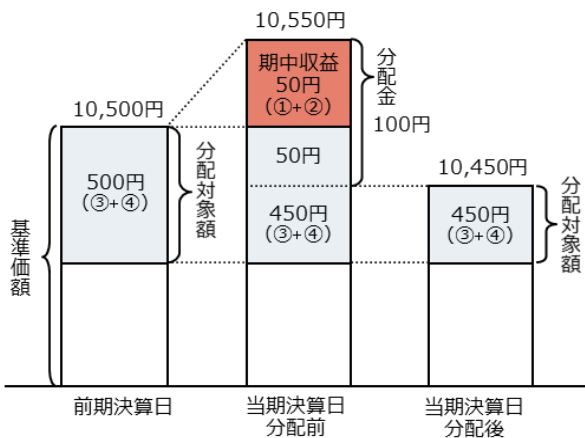 10,550円
期中収益
50円
(①+②)
分配金
100円
10,500円
500円
(③+④)
分配対象額
50円
450円
(③+④)
10,450円
450円
(③+④)
分配対象額
基準価額
前期決算日
当期決算日
分配前
当期決算日
分配後